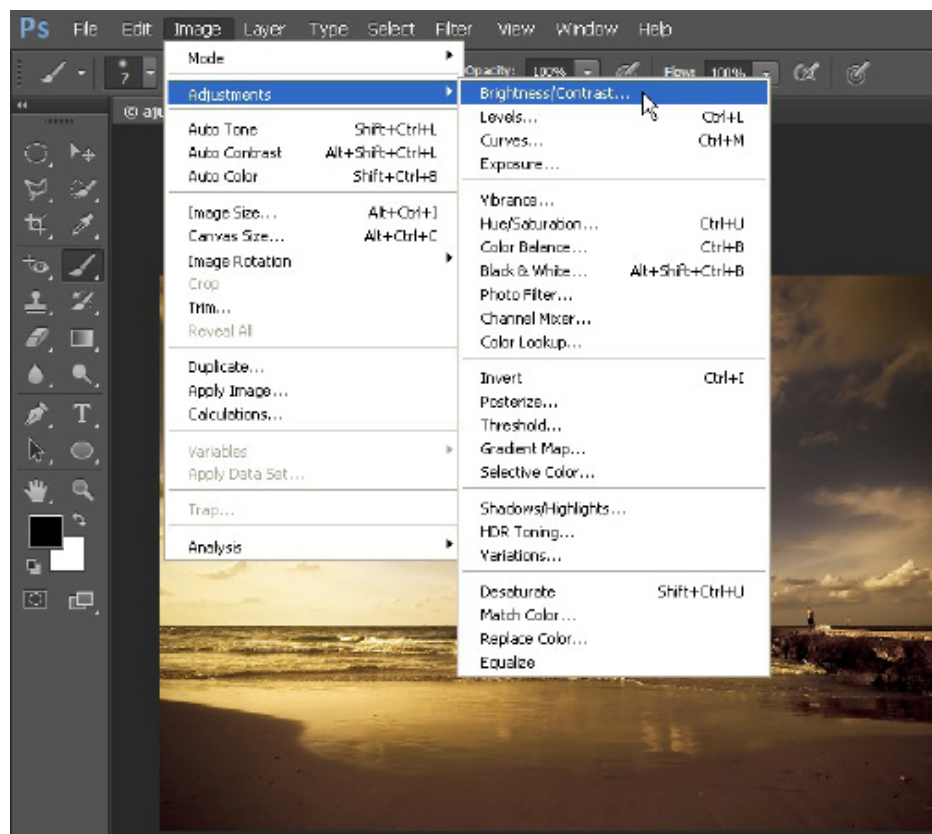 Ps File Edit Image Layer Type Select Filter View Window Help
7 Opacity: 100% Flow: 100%
Mode
Adjustments
Auto Tone Shift+Ctrl+L
Auto Contrast Alt+Shift+Ctrl+L
Auto Color Shift+Ctrl+B
Image Size... Alt+Ctrl+I
Canvas Size... Alt+Ctrl+C
Image Rotation
Crop
Trim...
Reveal All
Duplicate...
Apply Image...
Calculations...
Variables
Apply Data Set...
Trap...
Analysis
Brightness/Contrast...
Levels... Ctrl+L
Curves... Ctrl+M
Exposure...
Vibrance...
Hue/Saturation... Ctrl+U
Color Balance... Ctrl+B
Black & White... Alt+Shift+Ctrl+B
Photo Filter...
Channel Mixer...
Color Lookup...
Invert Ctrl+I
Posterize...
Threshold...
Gradient Map...
Selective Color...
Shadows/Highlights...
HDR Toning...
Variations...
Desaturate Shift+Ctrl+U
Match Color...
Replace Color...
Equalize
T